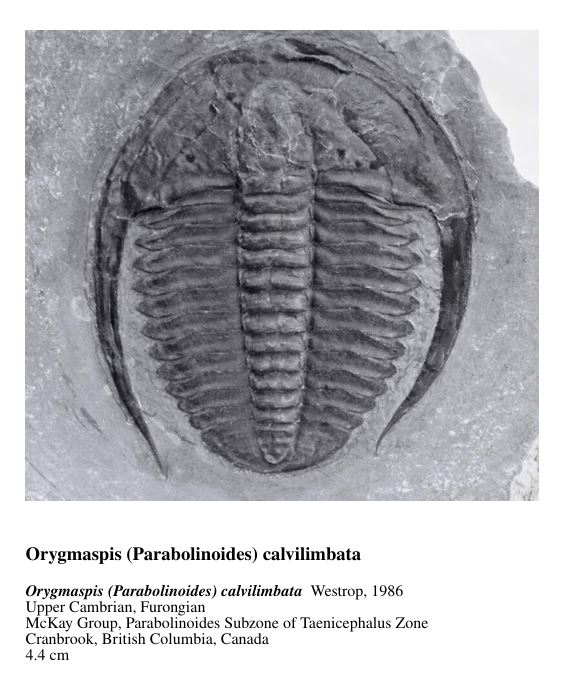 Orygmaspis (Parabolinoides) calvilimbata
Orygmaspis (Parabolinoides) calvilimbata Westrop, 1986
Upper Cambrian, Furongian
McKay Group, Parabolinoides Subzone of Taenicephalus Zone
Cranbrook, British Columbia, Canada
4.4 cm